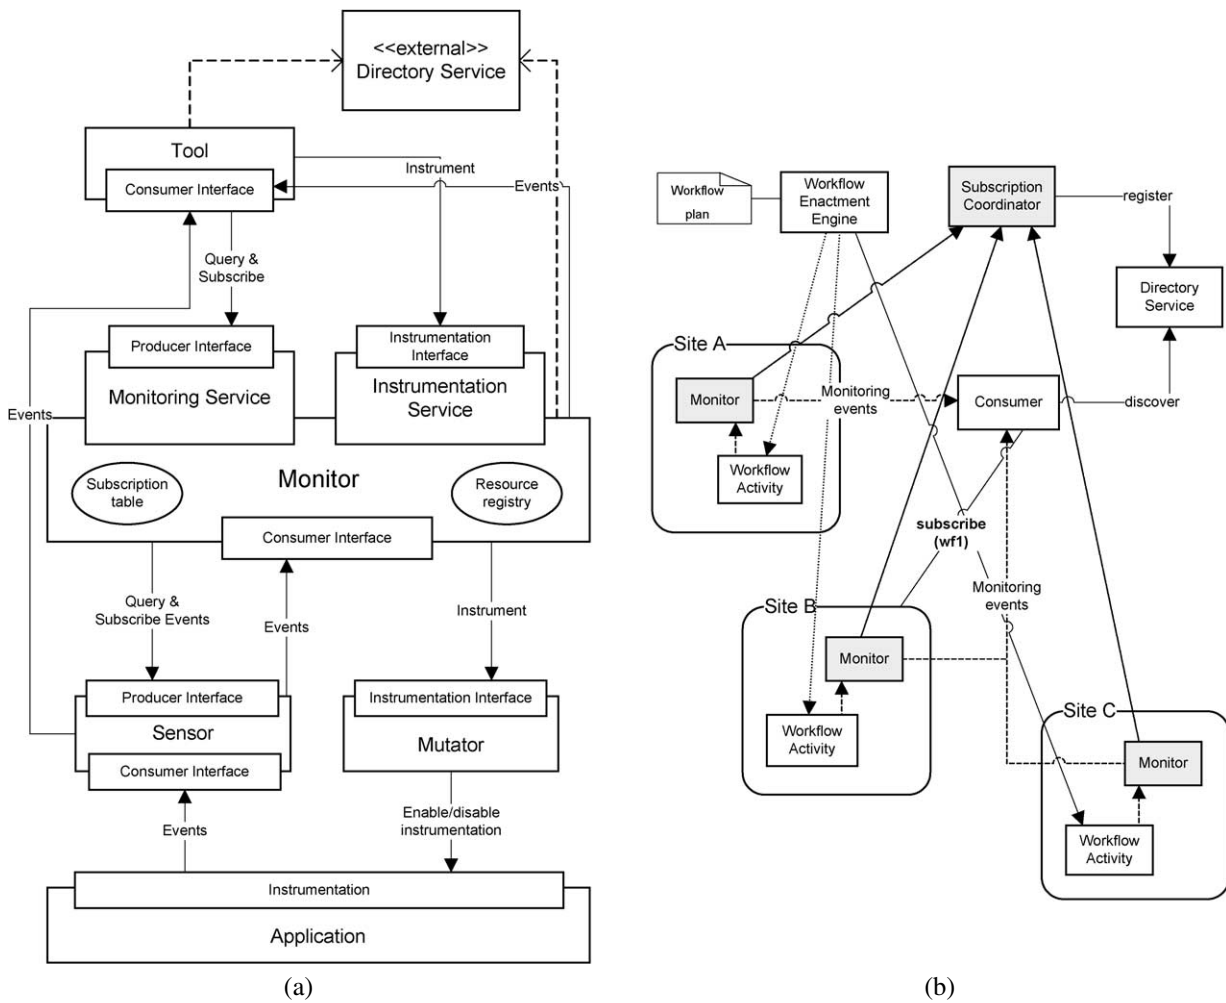 <<external>>
Directory Service
Tool
Consumer Interface
Instrument
Events
Query &
Subscribe
Producer Interface
Monitoring Service
Instrumentation
Interface
Instrumentation
Service
Events
Monitor
Subscription
table
Resource
registry
Consumer Interface
Query &
Subscribe Events
Events
Instrument
Producer Interface
Sensor
Consumer Interface
Instrumentation Interface
Mutator
Events
Enable/disable
instrumentation
Instrumentation
Application
(a)
Workflow
plan
Workflow
Enactment
Engine
Subscription
Coordinator
register
Directory
Service
Site A
Monitor
Monitoring
events
Consumer
discover
Workflow
Activity
subscribe
(wf1)
Monitoring
events
Site B
Monitor
Workflow
Activity
Site C
Monitor
Workflow
Activity
(b)